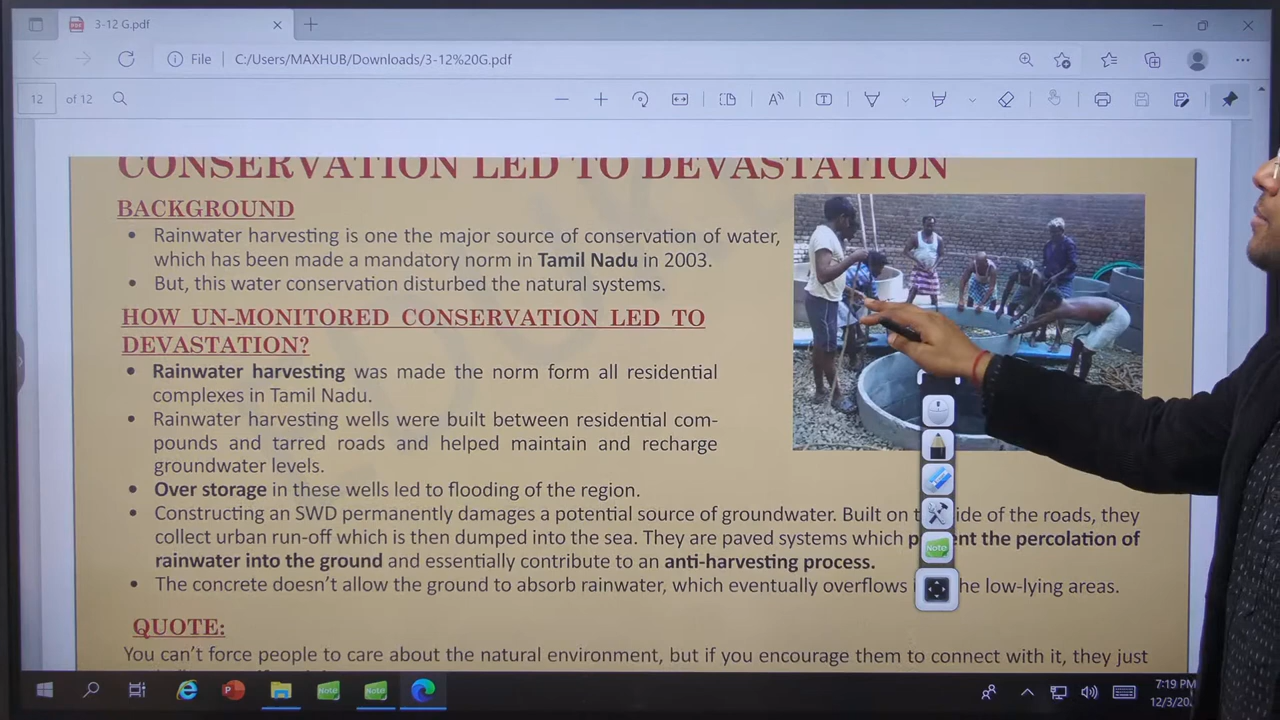 3-12 G.pdf
File C:/Users/MAXHUB/Downloads/3-12%20G.pdf
12 of 12
CONSERVATION LED TO DEVASTATION
BACKGROUND
• Rainwater harvesting is one the major source of conservation of water,
which has been made a mandatory norm in Tamil Nadu in 2003.
• But, this water conservation disturbed the natural systems.
HOW UN-MONITORED CONSERVATION LED TO
DEVASTATION?
• Rainwater harvesting was made the norm form all residential
complexes in Tamil Nadu.
• Rainwater harvesting wells were built between residential com-
pounds and tarred roads and helped maintain and recharge
groundwater levels.
• Over storage in these wells led to flooding of the region.
• Constructing an SWD permanently damages a potential source of groundwater. Built on of the roads, they
collect urban run-off which is then dumped into the sea. They are paved systems which the percolation of
rainwater into the ground and essentially contribute to an anti-harvesting process.
• The concrete doesn't allow the ground to absorb rainwater, which eventually overflows low-lying areas.
Note
QUOTE:
You can't force people to care about the natural environment, but if you encourage them to connect with it, they just
Note
Note
7:19 PM
12/3/20